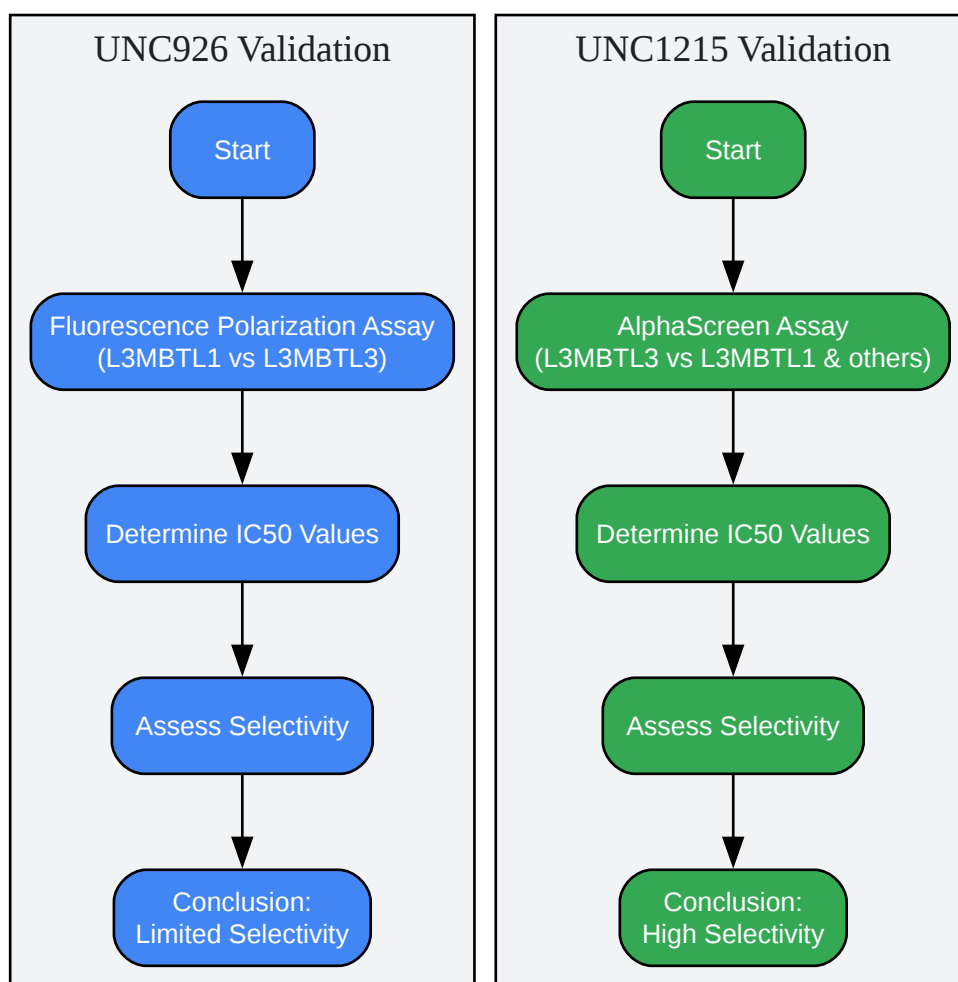 UNC926 Validation
Start
Fluorescence Polarization Assay
(L3MBTL1 vs L3MBTL3)
Determine IC50 Values
Assess Selectivity
Conclusion:
Limited Selectivity
UNC1215 Validation
Start
AlphaScreen Assay
(L3MBTL3 vs L3MBTL1 & others)
Determine IC50 Values
Assess Selectivity
Conclusion:
High Selectivity